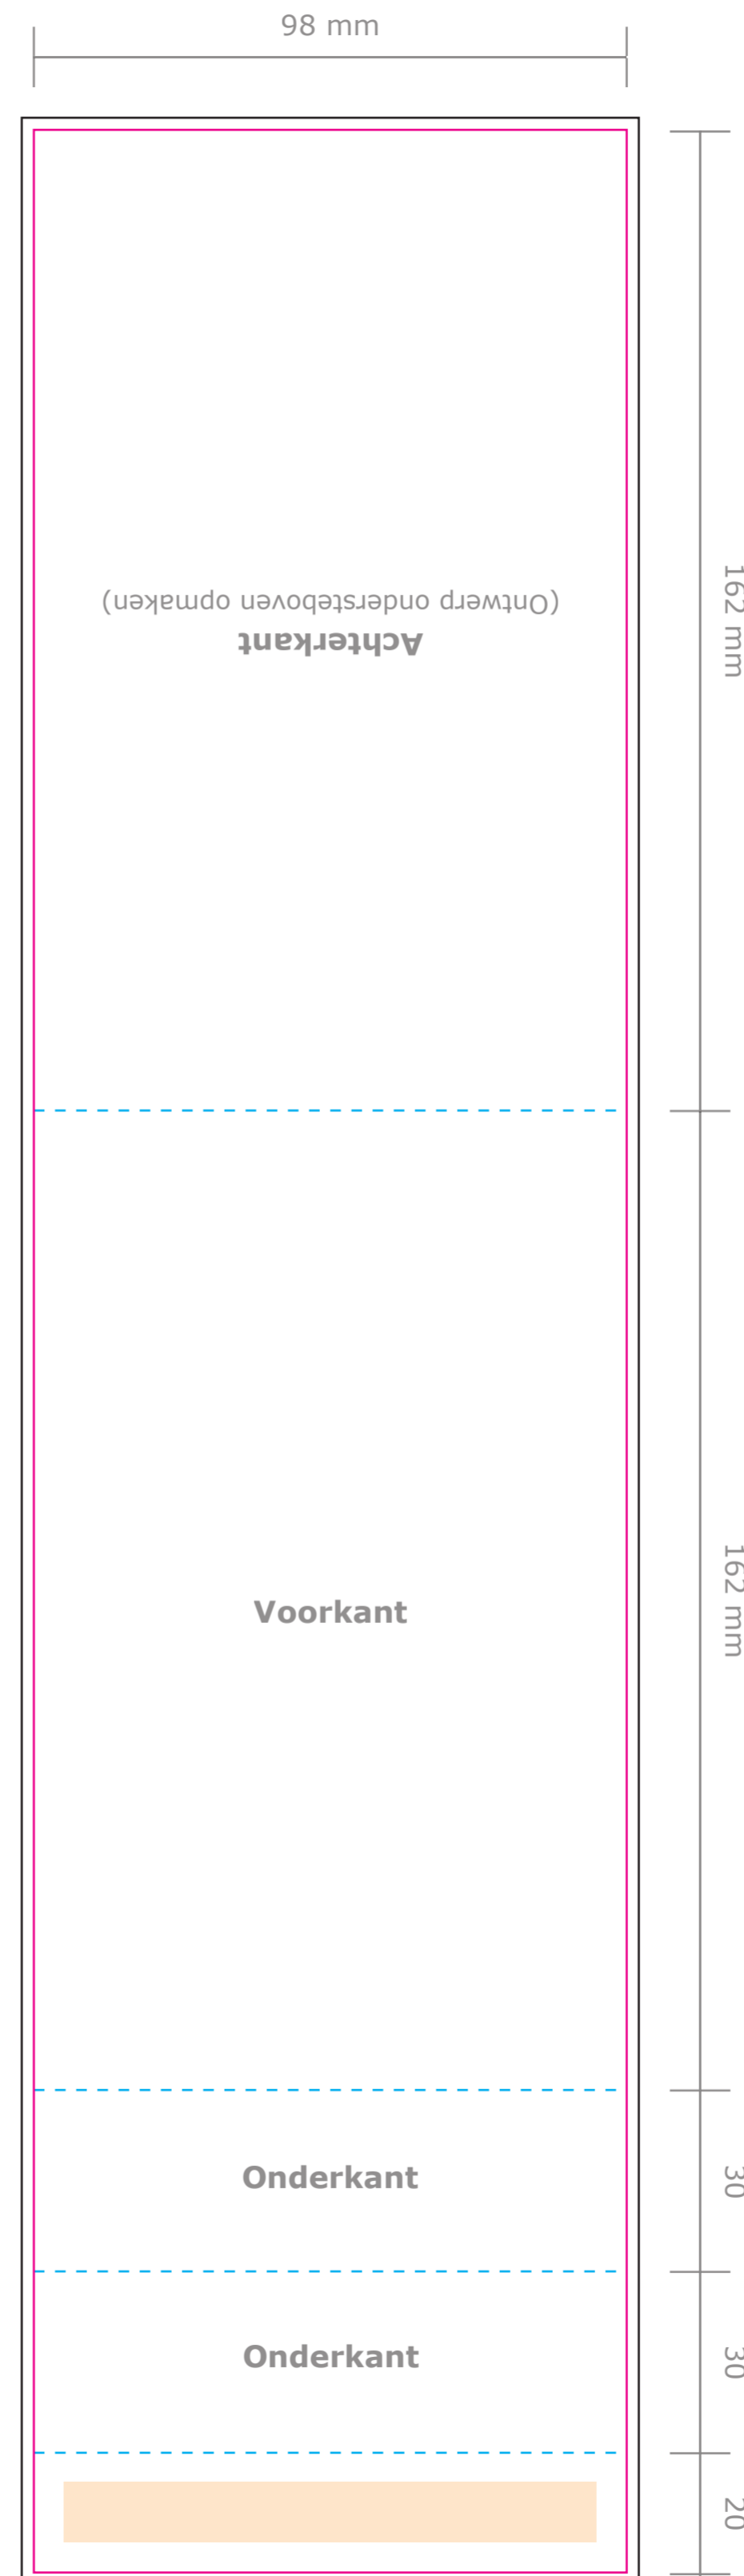 98 mm
162 mm
Achterkant
(Ontwerp ondersteboven opmaken)
162 mm
Voorkant
Onderkant
30
Onderkant
30
20